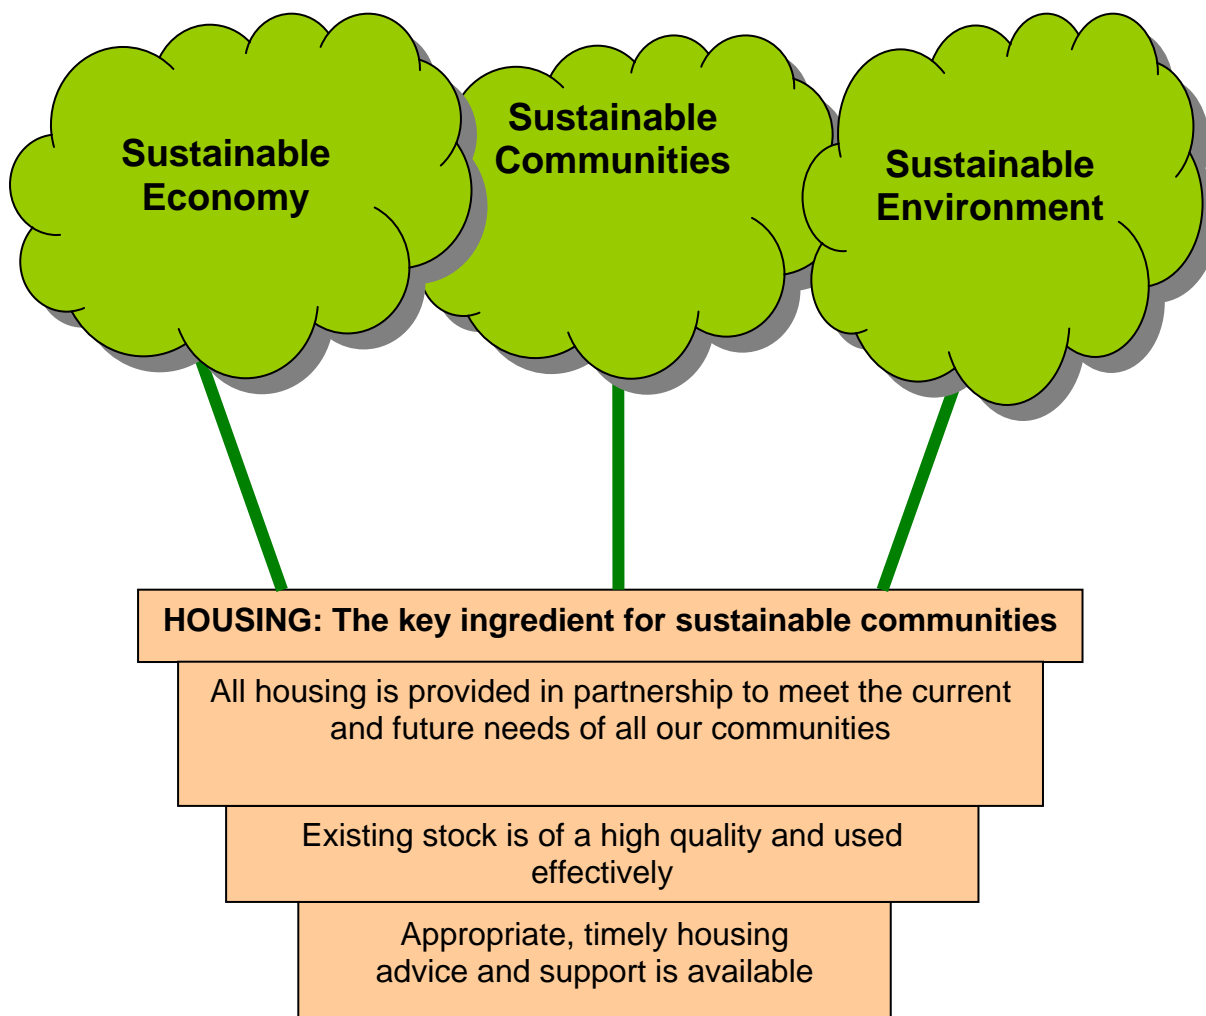 Sustainable
Economy
Sustainable
Communities
Sustainable
Environment
HOUSING: The key ingredient for sustainable communities
All housing is provided in partnership to meet the current
and future needs of all our communities
Existing stock is of a high quality and used
effectively
Appropriate, timely housing
advice and support is available